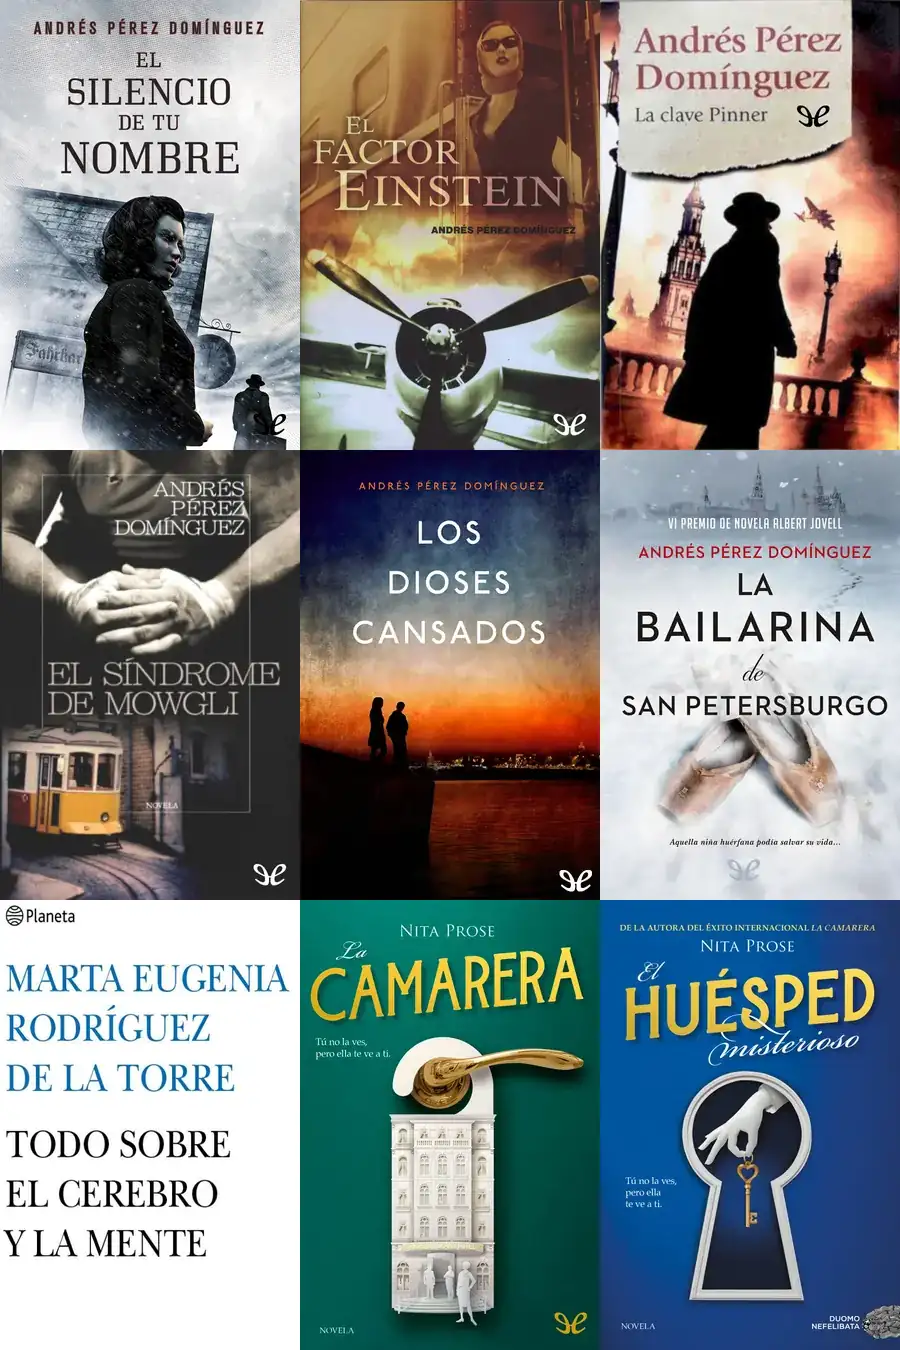 ANDRÉS PÉREZ DOMÍNGUEZ
EL
SILENCIO
DE TU
NOMBRE
EL
FACTOR
EINSTEIN
ANDRÉS PÉREZ DOMÍNGUEZ
Andrés Pérez
Domínguez
La clave Pinner
ANDRÉS
PÉREZ
DOMÍNGUEZ
EL SÍNDROME
DE MOWGLI
NOVELA
ANDRÉS PÉREZ DOMÍNGUEZ
LOS
DIOSES
CANSADOS
VI PREMIO DE NOVELA ALBERT JOVELL
ANDRÉS PÉREZ DOMÍNGUEZ
LA
BAILARINA
de
SAN PETERSBURGO
Aquella niña huérfana podía salvar su vida...
Planeta
MARTA EUGENIA
RODRÍGUEZ
DE LA TORRE
TODO SOBRE
EL CEREBRO
Y LA MENTE
NITA PROSE
La
CAMARERA
Tú no la ves,
pero ella te ve a ti.
NOVELA
DE LA AUTORA DEL ÉXITO INTERNACIONAL LA CAMARERA
NITA PROSE
El
HUÉSPED
misterioso
Tú no la ves,
pero ella
te ve a ti.
NOVELA
DUOMO
NEFELIBATA